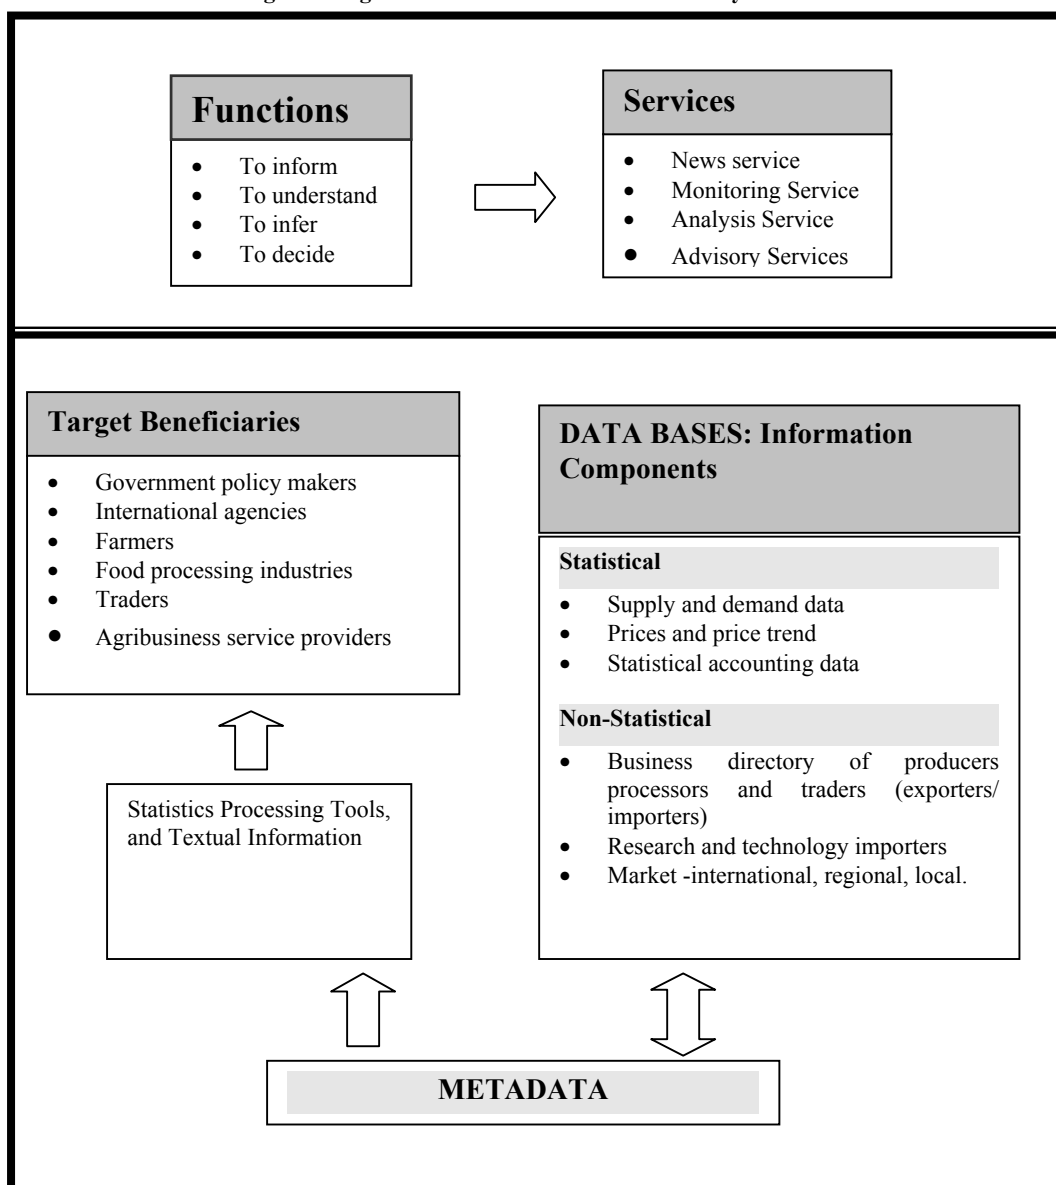 Functions
• To inform
• To understand
• To infer
• To decide
Services
• News service
• Monitoring Service
• Analysis Service
• Advisory Services
Target Beneficiaries
• Government policy makers
• International agencies
• Farmers
• Food processing industries
• Traders
• Agribusiness service providers
DATA BASES: Information
Components
Statistical
• Supply and demand data
• Prices and price trend
• Statistical accounting data
Non-Statistical
• Business directory of producers
processors and traders (exporters/
importers)
• Research and technology importers
• Market -international, regional, local.
Statistics Processing Tools,
and Textual Information
METADATA